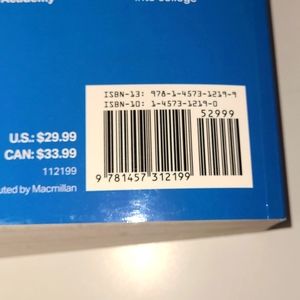 Academy
into college
ISBN-13: 978-1-4573-1219-9
ISBN-10: 1-4573-1219-0
52999
U.S.: $29.99
CAN: $33.99
112199
uted by Macmillan
9 781457 312199